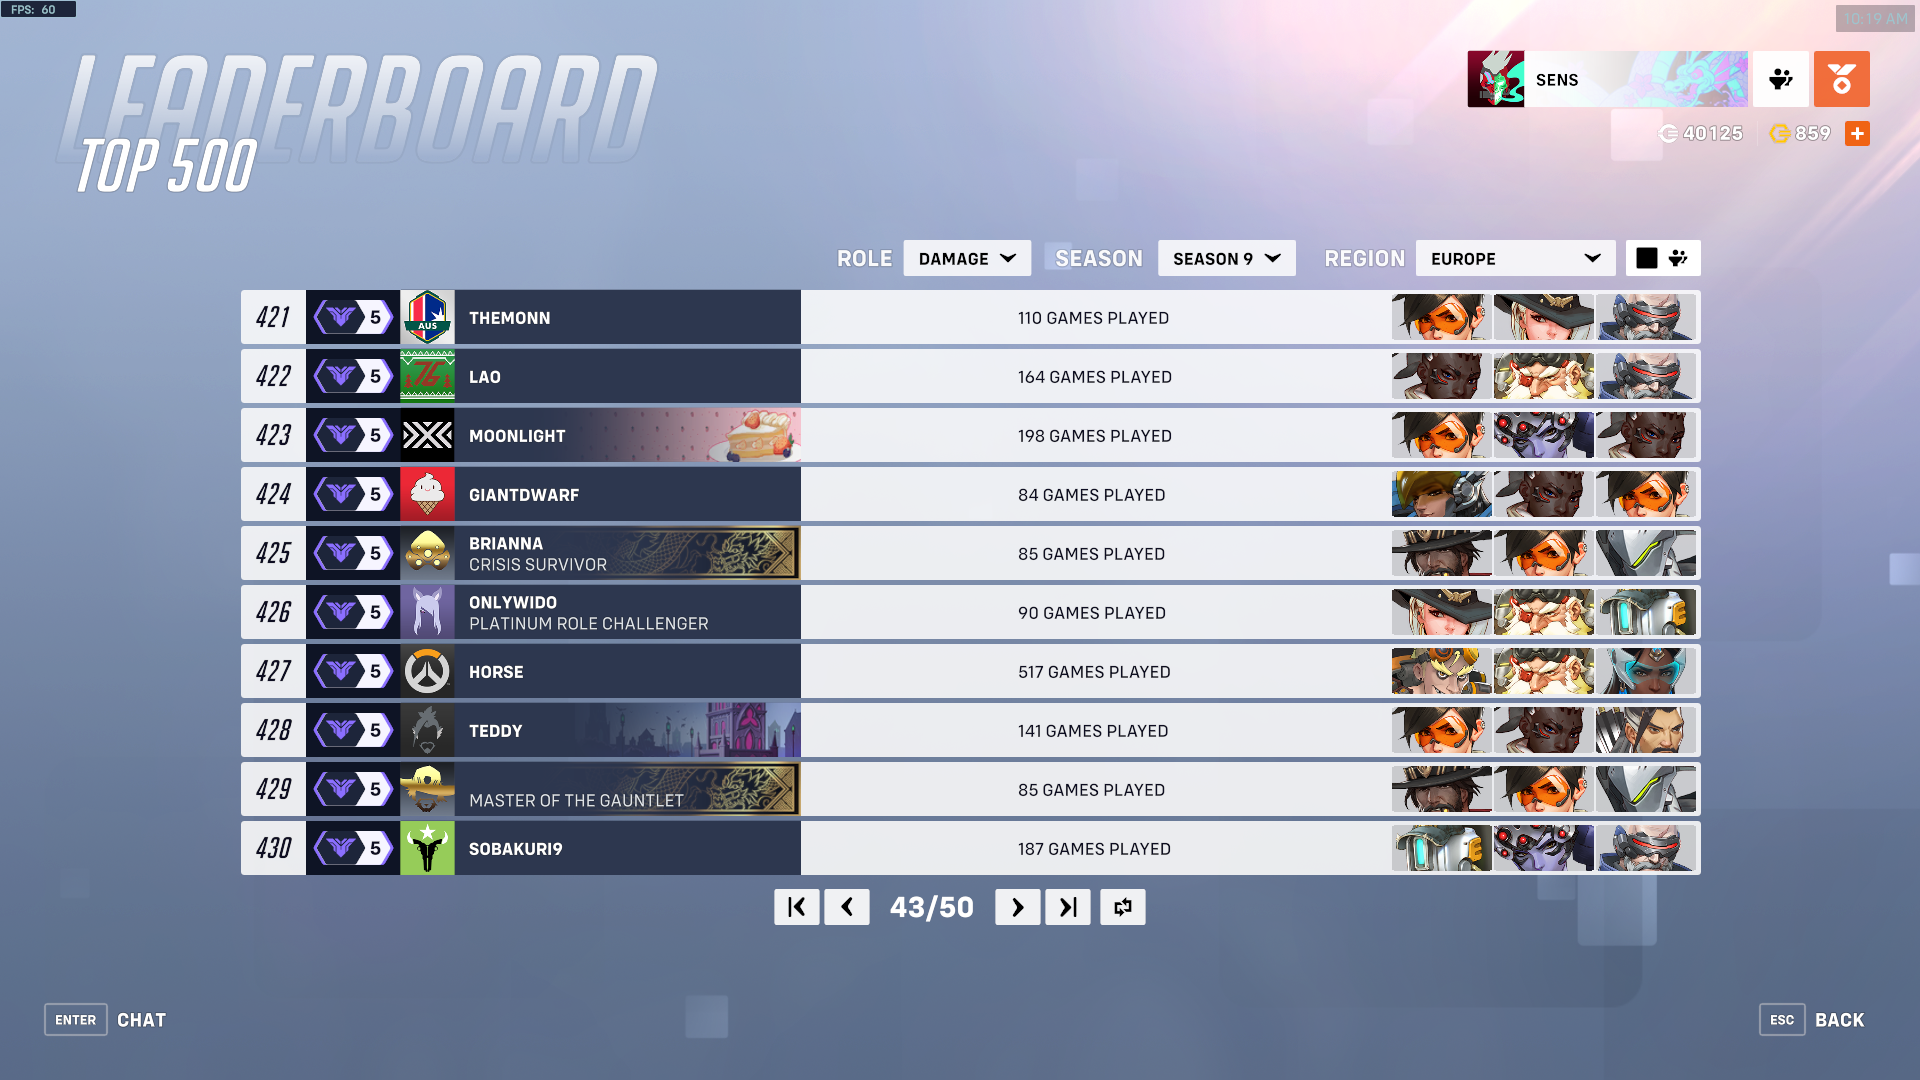 FPS: 60
10:19 AM
LEADERBOARD
TOP 500
SENS
40125
859
ROLE
DAMAGE
SEASON
SEASON 9
REGION
EUROPE
421 5 AUS THEMONN 110 GAMES PLAYED
422 5 76 LAO 164 GAMES PLAYED
423 5 MOONLIGHT 198 GAMES PLAYED
424 5 GIANTDWARF 84 GAMES PLAYED
425 5 BRIANNA 85 GAMES PLAYED
CRISIS SURVIVOR
426 5 ONLYWIDO 90 GAMES PLAYED
PLATINUM ROLE CHALLENGER
427 5 HORSE 517 GAMES PLAYED
428 5 TEDDY 141 GAMES PLAYED
429 5 MASTER OF THE GAUNTLET 85 GAMES PLAYED
430 5 SOBAKURI9 187 GAMES PLAYED
43/50
ENTER CHAT
ESC BACK